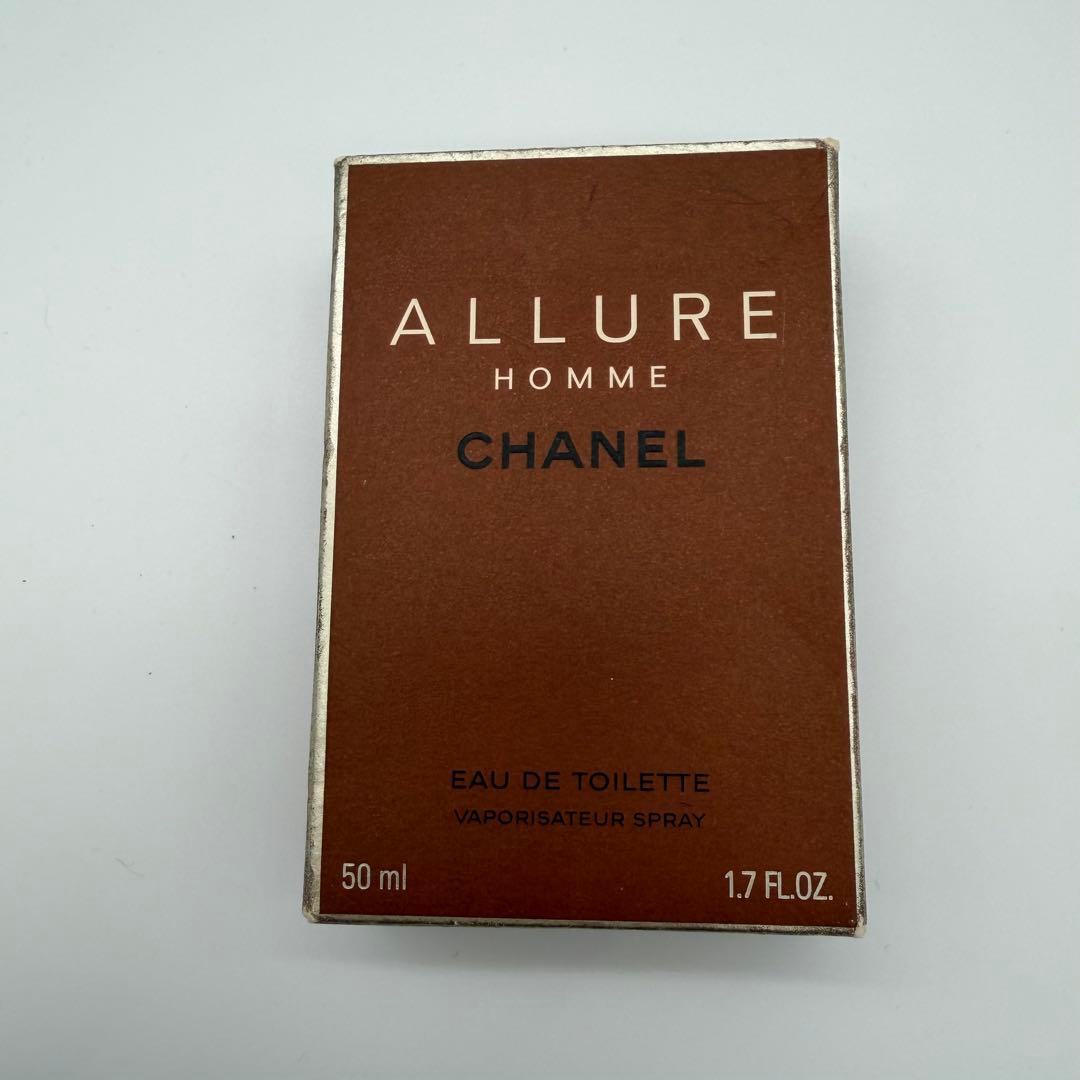 ALLURE
HOMME
CHANEL
EAU DE TOILETTE
VAPORISATEUR SPRAY
50 ml 1.7 FL.OZ.